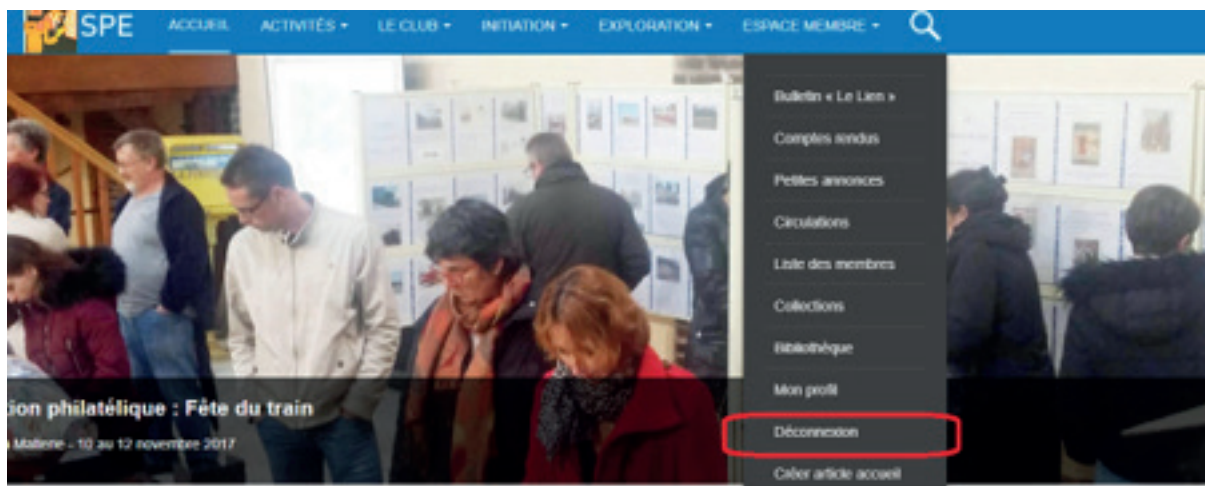 SPE ACCUEIL ACTIVITÉS LE CLUB INITIATION EXPLORATION ESPACE MEMBRE
Bulletin « Le Lien »
Comptes rendus
Petites annonces
Circulations
Liste des membres
Collections
Bibliothèque
Mon profil
Déconnexion
Créer article accueil
tion philatélique : Fête du train
- 10 au 12 novembre 2017